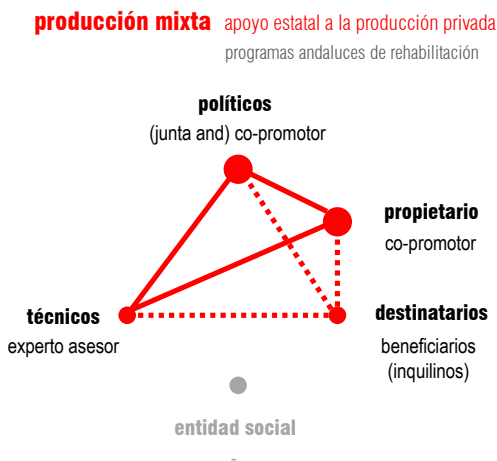 producción mixta apoyo estatal a la producción privada
programas andaluces de rehabilitación
políticos
(junta and) co-promotor
propietario
co-promotor
técnicos
experto asesor
destinatarios
beneficiarios
(inquilinos)
entidad social